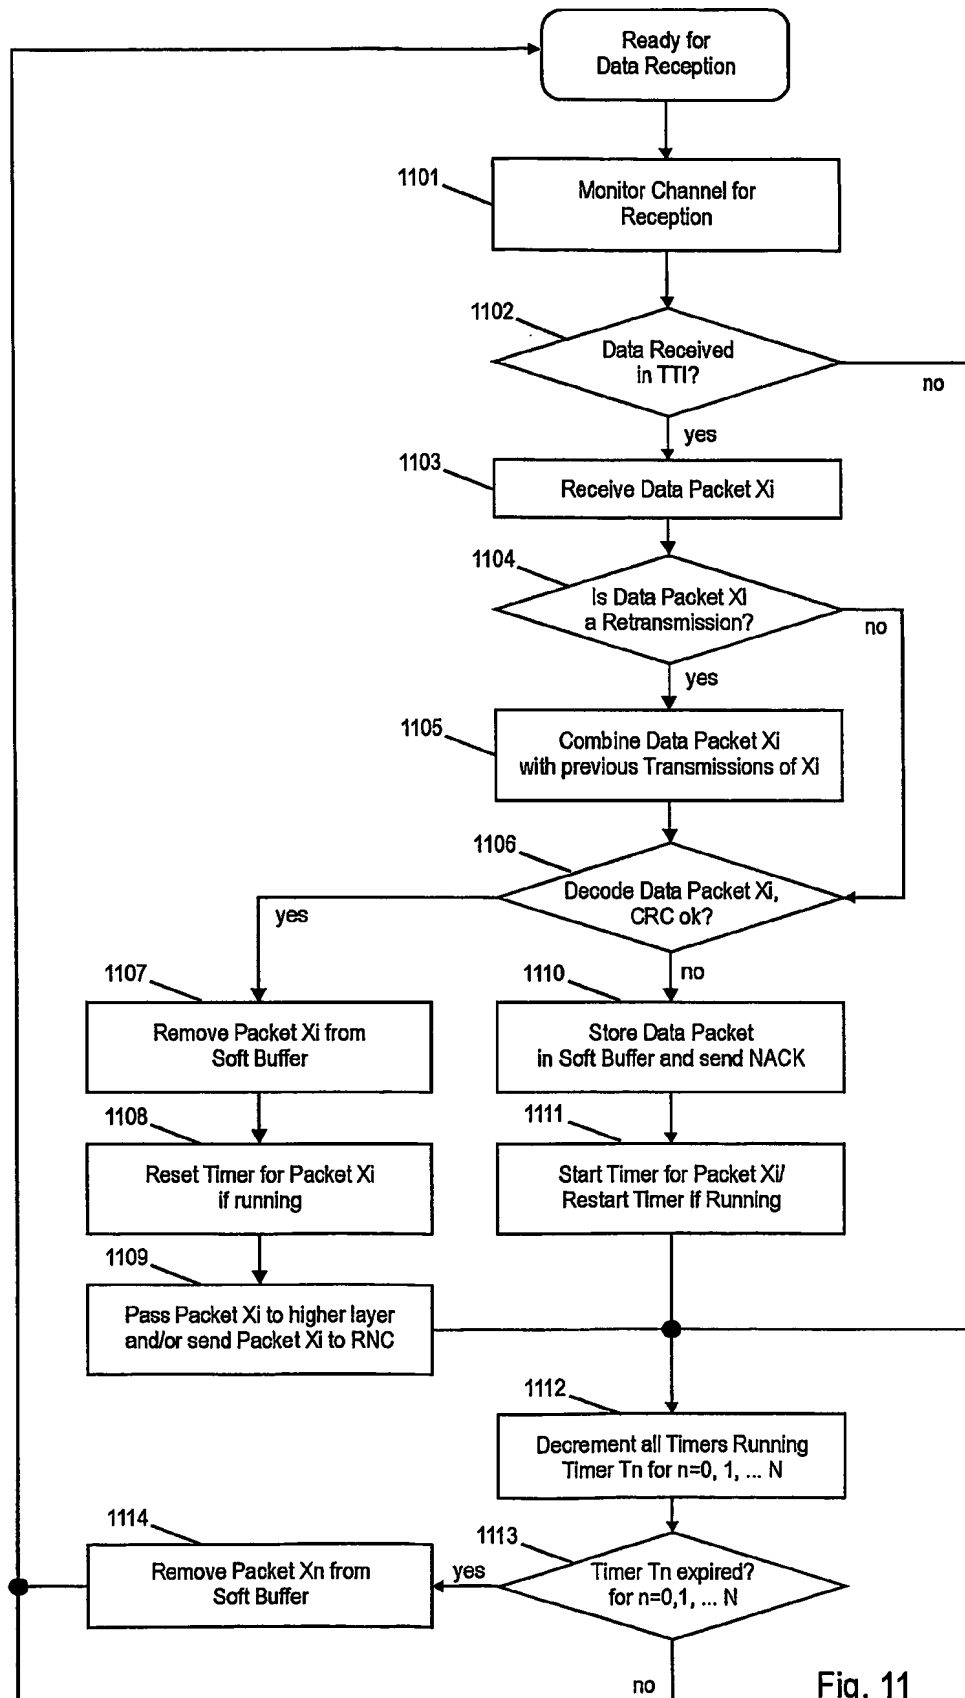 Ready for
Data Reception
1101
Monitor Channel for
Reception
1102
Data Received
in TTI?
no
yes
1103
Receive Data Packet Xi
1104
Is Data Packet Xi
a Retransmission?
no
yes
1105
Combine Data Packet Xi
with previous Transmissions of Xi
1106
Decode Data Packet Xi,
CRC ok?
yes
no
1107
Remove Packet Xi from
Soft Buffer
1110
Store Data Packet
in Soft Buffer and send NACK
1108
Reset Timer for Packet Xi
if running
1111
Start Timer for Packet Xi/
Restart Timer if Running
1109
Pass Packet Xi to higher layer
and/or send Packet Xi to RNC
1112
Decrement all Timers Running
Timer Tn for n=0, 1, ... N
1114
Remove Packet Xn from
Soft Buffer
yes
1113
Timer Tn expired?
for n=0,1, ... N
no
Fig. 11